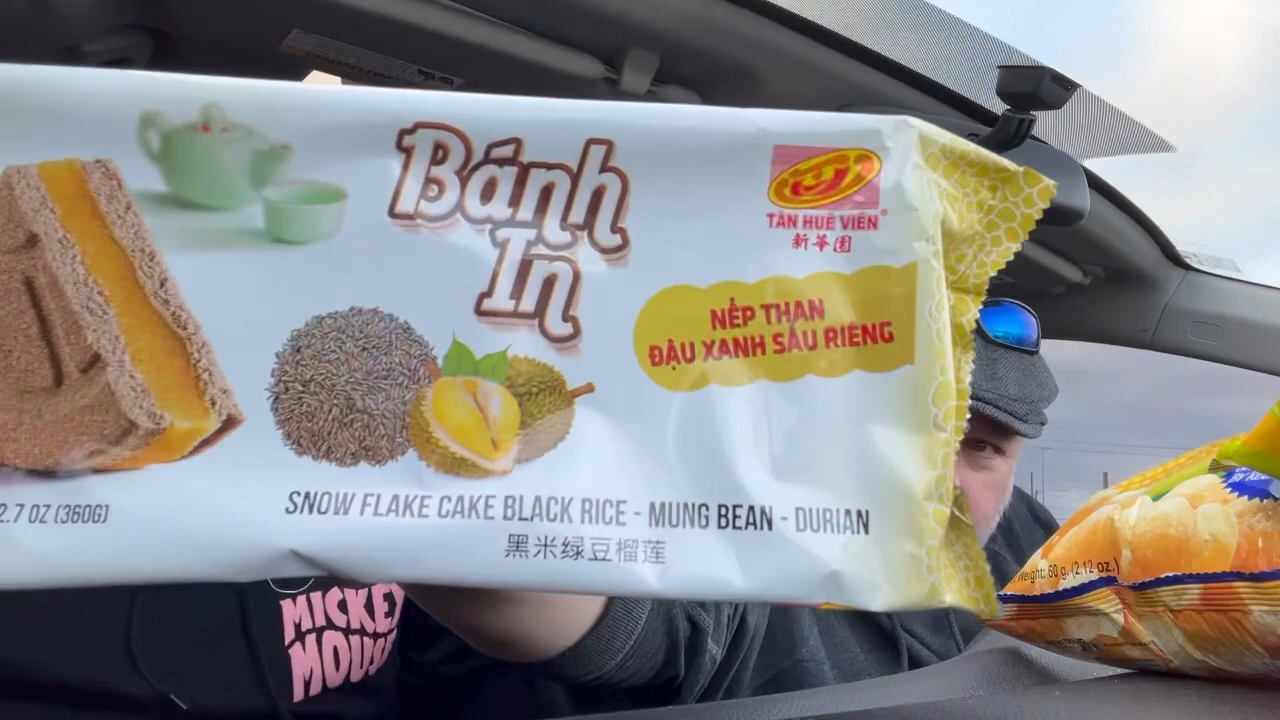 Bánh
In
TÂN HUÊ VIÊN
新華園
NẾP THAN
ĐẬU XANH SẦU RIÊNG
2.7 OZ (360G)
SNOW FLAKE CAKE BLACK RICE - MUNG BEAN - DURIAN
黑米绿豆榴莲
MICKEY
MOUSE
Weight: 60 g. (2.12 oz.)